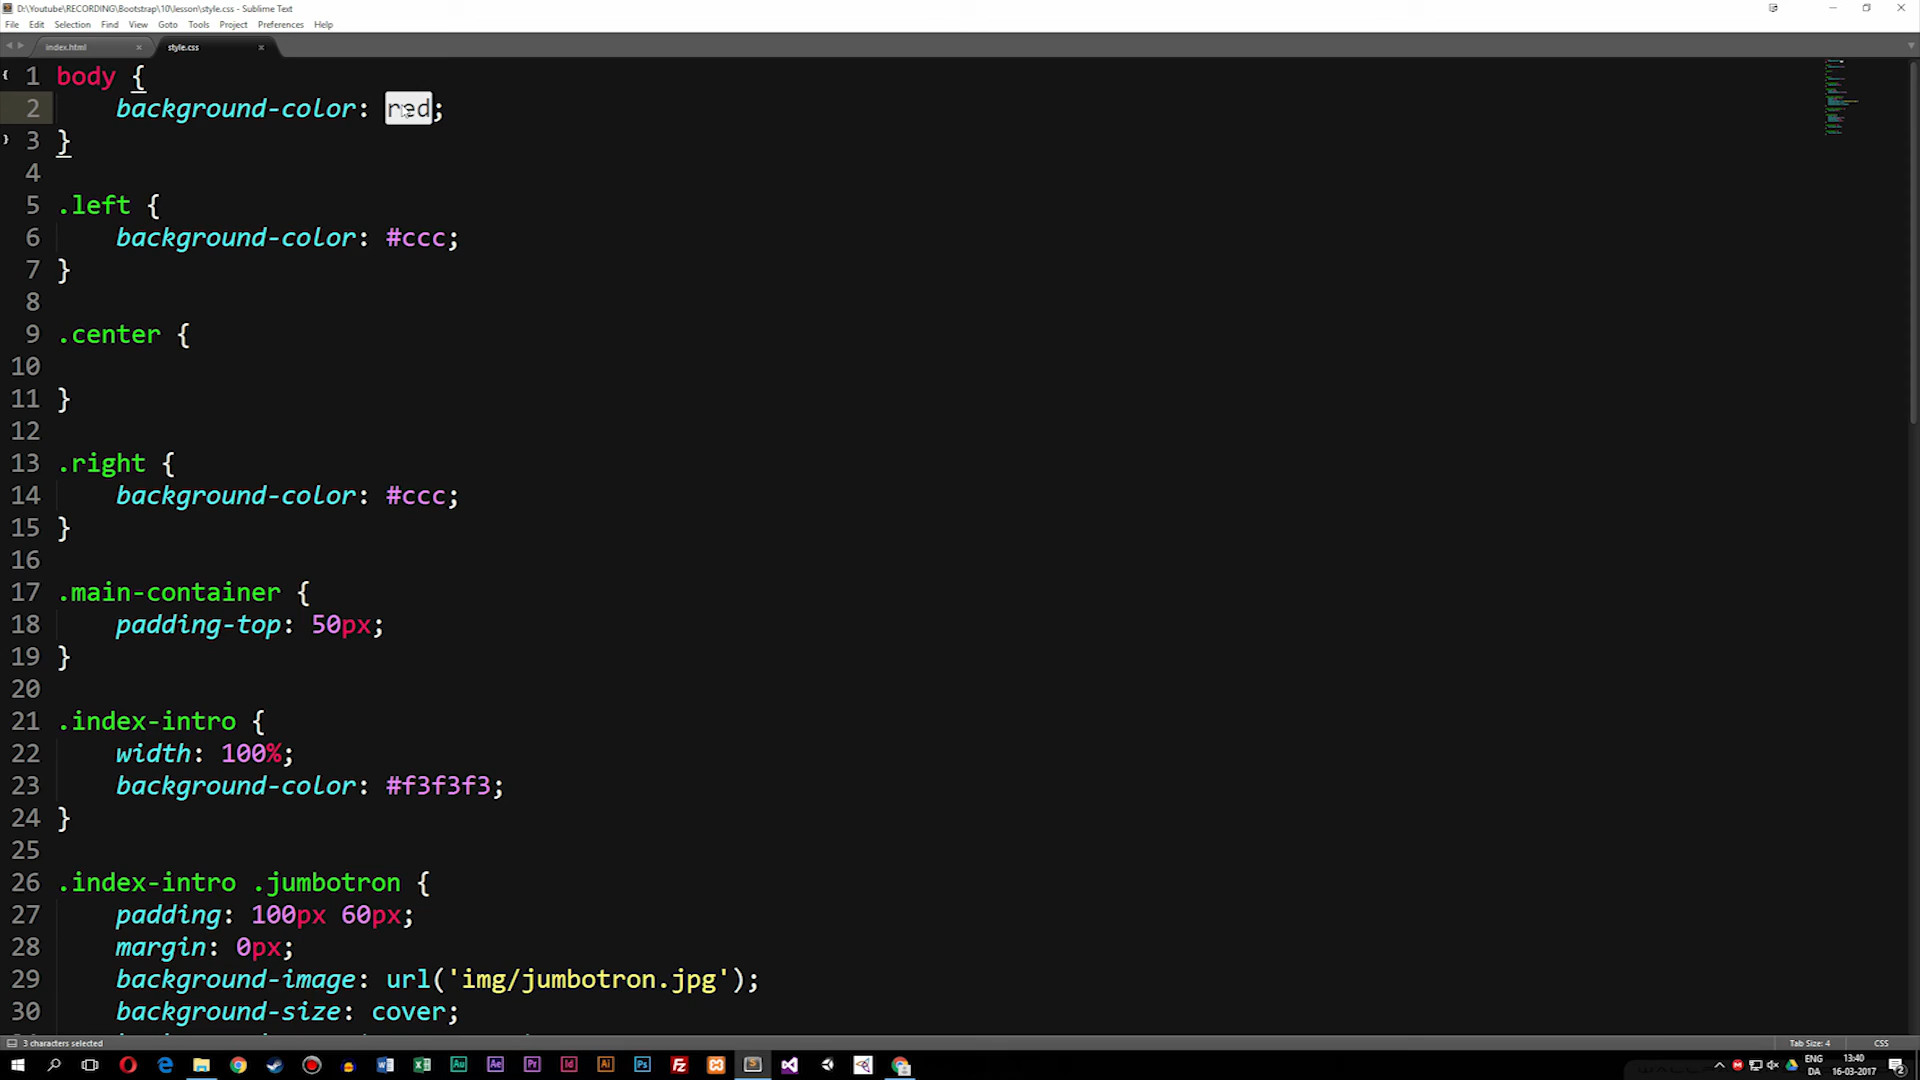 D:\Youtube\RECORDING\Bootstrap\10\lesson\style.css - Sublime Text
File Edit Selection Find View Goto Tools Project Preferences Help
index.html × style.css ×
1 body {
2 background-color: red;
3 }
4
5 .left {
6 background-color: #ccc;
7 }
8
9 .center {
10
11 }
12
13 .right {
14 background-color: #ccc;
15 }
16
17 .main-container {
18 padding-top: 50px;
19 }
20
21 .index-intro {
22 width: 100%;
23 background-color: #f3f3f3;
24 }
25
26 .index-intro .jumbotron {
27 padding: 100px 60px;
28 margin: 0px;
29 background-image: url('img/jumbotron.jpg');
30 background-size: cover;
3 characters selected Tab Size: 4 CSS
ENG 13:40
DA 16-03-2017